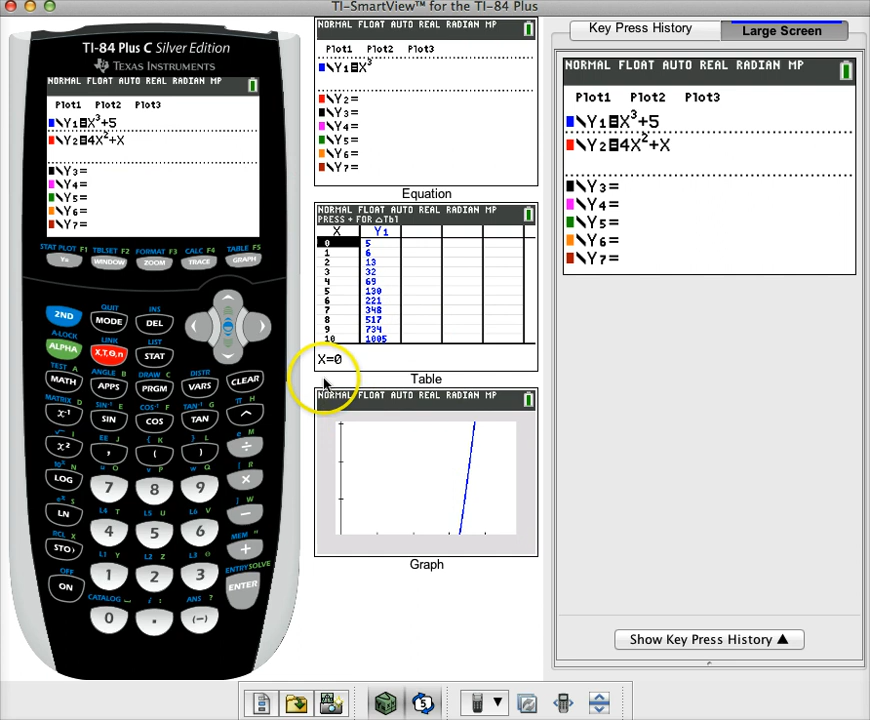 TI-SmartView™ for the TI-84 Plus
TI-84 Plus C Silver Edition
TEXAS INSTRUMENTS
NORMAL FLOAT AUTO REAL RADIAN MP
Plot1 Plot2 Plot3
\Y1=X³+5
\Y2=4X²+X
\Y3=
\Y4=
\Y5=
\Y6=
\Y7=
STAT PLOT F1 TBLSET F2 FORMAT F3 CALC F4 TABLE F5
Y= WINDOW ZOOM TRACE GRAPH
QUIT INS
2ND MODE DEL
A-LOCK LINK LIST
ALPHA X,T,Θ,n STAT
TEST A ANGLE B DRAW C DISTR
MATH APPS PRGM VARS CLEAR
MATRIX D SIN⁻¹ E COS⁻¹ F TAN⁻¹ G π H
x⁻¹ SIN COS TAN ^
√ I EE J { K } L e M
x² , ( ) ÷
10ˣ N u O v P w Q [ R
LOG 7 8 9 ×
eˣ S L4 T L5 U L6 V ] W
LN 4 5 6 −
RCL X L1 Y L2 Z L3 θ MEM "
STO› 1 2 3 +
OFF CATALOG i : ANS ? ENTRY SOLVE
ON 0 . (−) ENTER
NORMAL FLOAT AUTO REAL RADIAN MP
Plot1 Plot2 Plot3
\Y1=X³
\Y2=
\Y3=
\Y4=
\Y5=
\Y6=
\Y7=
Equation
NORMAL FLOAT AUTO REAL RADIAN MP
PRESS + FOR △Tbl
X Y1
0 5
1 6
2 13
3 32
4 69
5 130
6 221
7 348
8 517
9 734
10 1005
X=0
Table
NORMAL FLOAT AUTO REAL RADIAN MP
Graph
Key Press History Large Screen
NORMAL FLOAT AUTO REAL RADIAN MP
Plot1 Plot2 Plot3
\Y1=X³+5
\Y2=4X²+X
\Y3=
\Y4=
\Y5=
\Y6=
\Y7=
Show Key Press History ▲
5